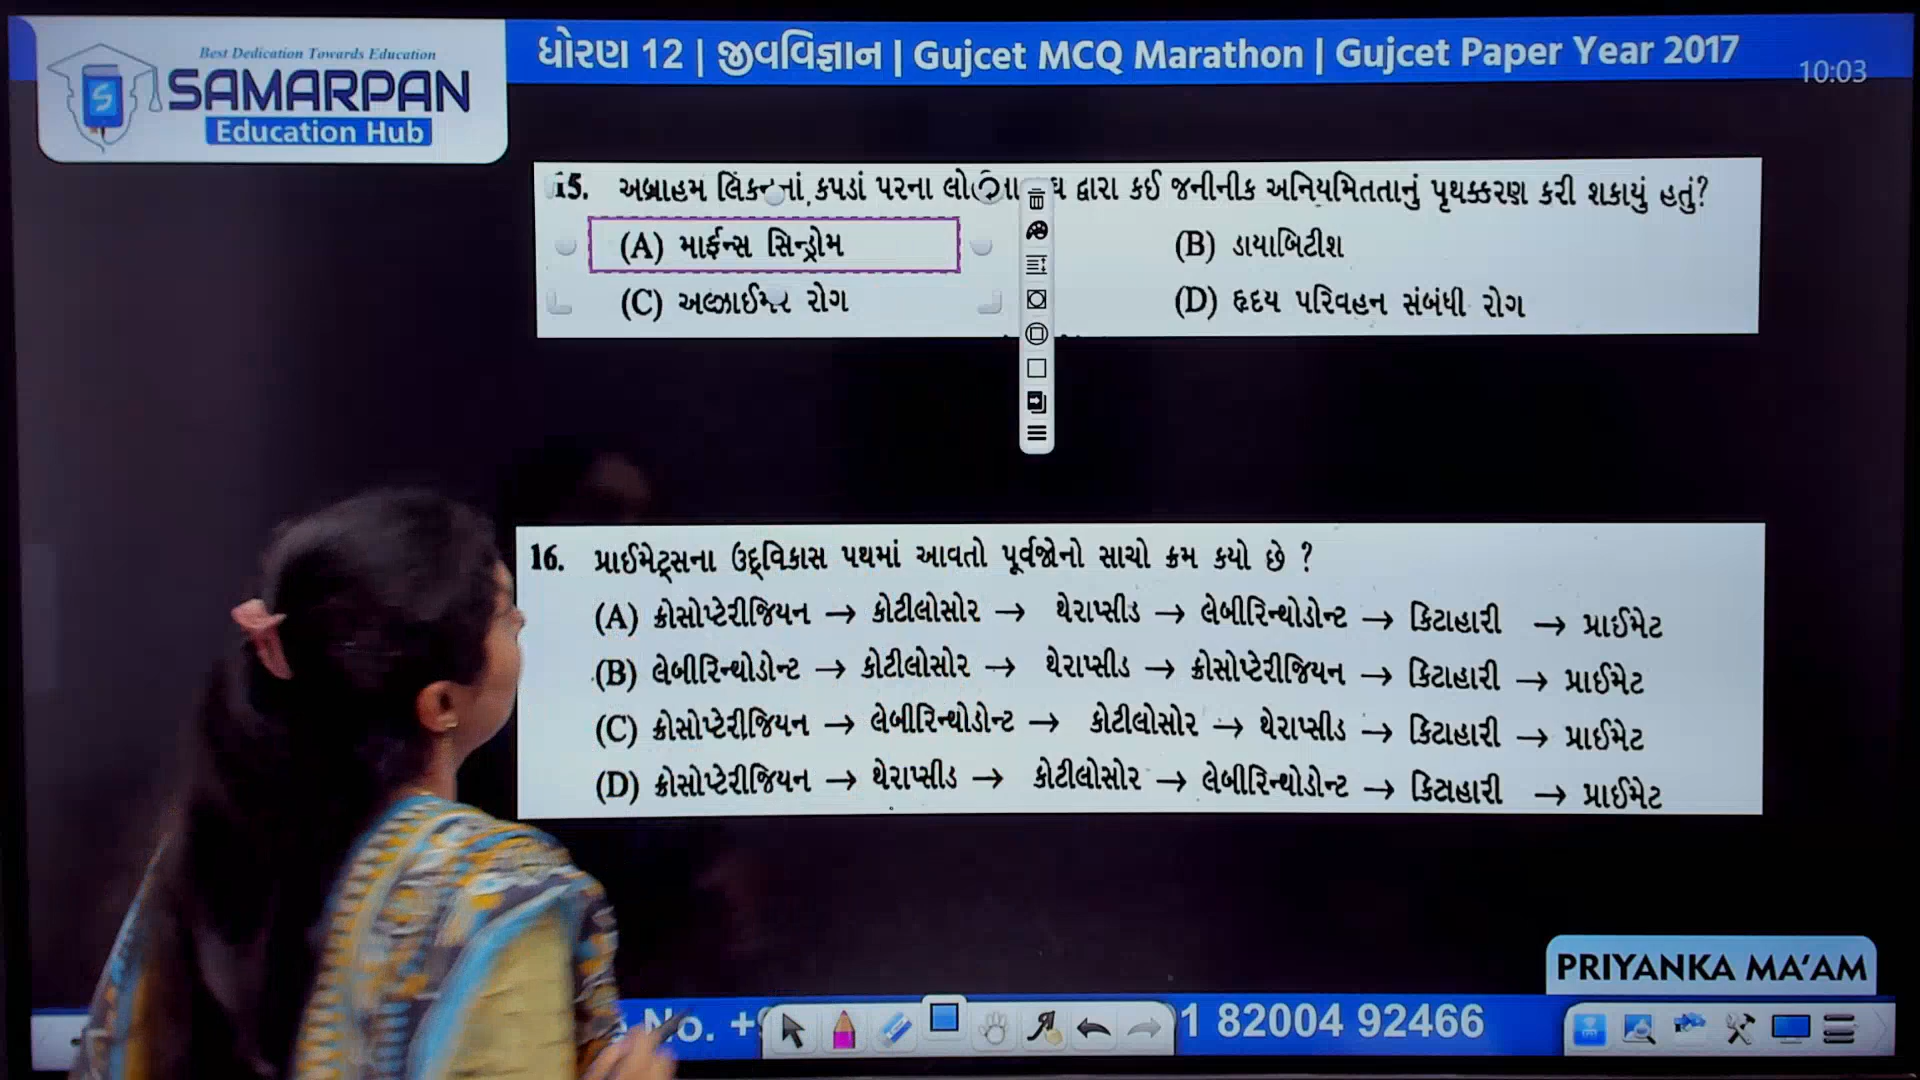 Best Dedication Towards Education
SAMARPAN
Education Hub
ધોરણ 12 | જીવવિજ્ઞાન | Gujcet MCQ Marathon | Gujcet Paper Year 2017
10:03
15. અબ્રાહમ લિંકનનાં કપડાં પરના દ્વારા કઈ જનીનીક અનિયમિતતાનું પૃથક્કરણ કરી શકાયું હતું?
(A) માર્ફન્સ સિન્ડ્રોમ (B) ડાયાબિટીશ
(C) અલ્ઝાઈમર રોગ (D) હૃદય પરિવહન સંબંધી રોગ
16. પ્રાઈમેટ્સના ઉદ્દવિકાસ પથમાં આવતો પૂર્વજોનો સાચો ક્રમ કયો છે ?
(A) ક્રોસોપ્ટેરીજિયન → કોટીલોસોર → થેરાપ્સીડ → લેબીરિન્થોડોન્ટ → કિટાહારી → પ્રાઈમેટ
(B) લેબીરિન્થોડોન્ટ → કોટીલોસોર → થેરાપ્સીડ → ક્રોસોપ્ટેરીજિયન → કિટાહારી → પ્રાઈમેટ
(C) ક્રોસોપ્ટેરીજિયન → લેબીરિન્થોડોન્ટ → કોટીલોસોર → થેરાપ્સીડ → કિટાહારી → પ્રાઈમેટ
(D) ક્રોસોપ્ટેરીજિયન → થેરાપ્સીડ → કોટીલોસોર → લેબીરિન્થોડોન્ટ → કિટાહારી → પ્રાઈમેટ
PRIYANKA MA'AM
No. + 1 82004 92466